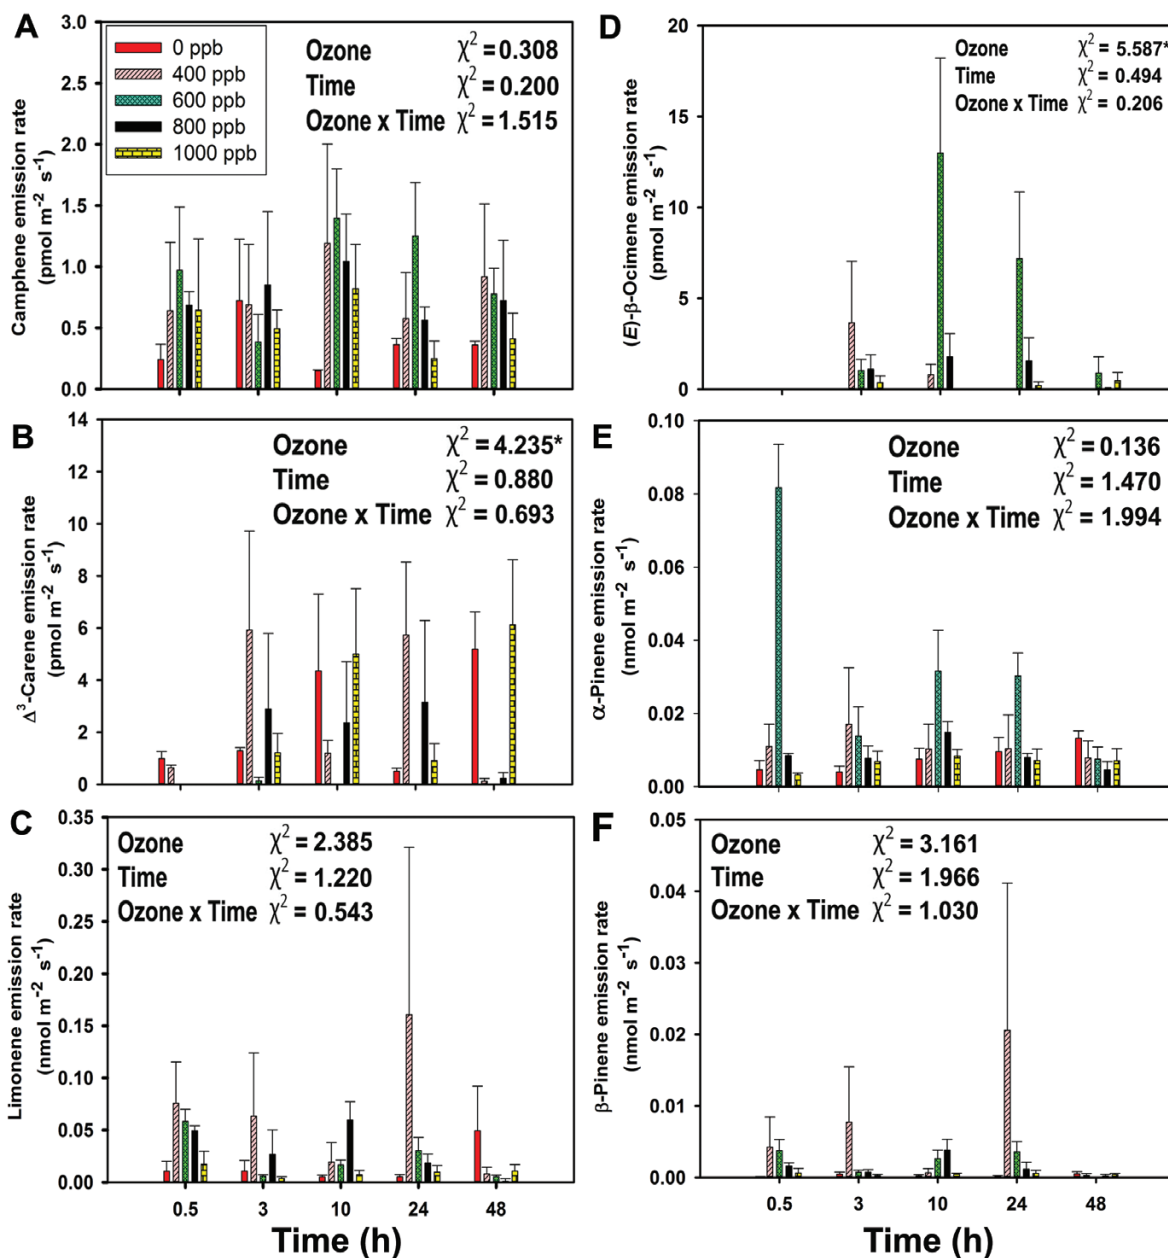 A
Camphene emission rate
(pmol m⁻² s⁻¹)
3.0
2.5
2.0
1.5
1.0
0.5
0.0
0 ppb
400 ppb
600 ppb
800 ppb
1000 ppb
Ozone χ² = 0.308
Time χ² = 0.200
Ozone x Time χ² = 1.515
B
Δ³-Carene emission rate
(pmol m⁻² s⁻¹)
14
12
10
8
6
4
2
0
Ozone χ² = 4.235*
Time χ² = 0.880
Ozone x Time χ² = 0.693
C
Limonene emission rate
(nmol m⁻² s⁻¹)
0.35
0.30
0.25
0.20
0.15
0.10
0.05
0.00
Ozone χ² = 2.385
Time χ² = 1.220
Ozone x Time χ² = 0.543
0.5 3 10 24 48
Time (h)
D
(E)-β-Ocimene emission rate
(pmol m⁻² s⁻¹)
20
15
10
5
0
Ozone χ² = 5.587*
Time χ² = 0.494
Ozone x Time χ² = 0.206
E
α-Pinene emission rate
(nmol m⁻² s⁻¹)
0.10
0.08
0.06
0.04
0.02
0.00
Ozone χ² = 0.136
Time χ² = 1.470
Ozone x Time χ² = 1.994
F
β-Pinene emission rate
(nmol m⁻² s⁻¹)
0.05
0.04
0.03
0.02
0.01
0.00
Ozone χ² = 3.161
Time χ² = 1.966
Ozone x Time χ² = 1.030
0.5 3 10 24 48
Time (h)